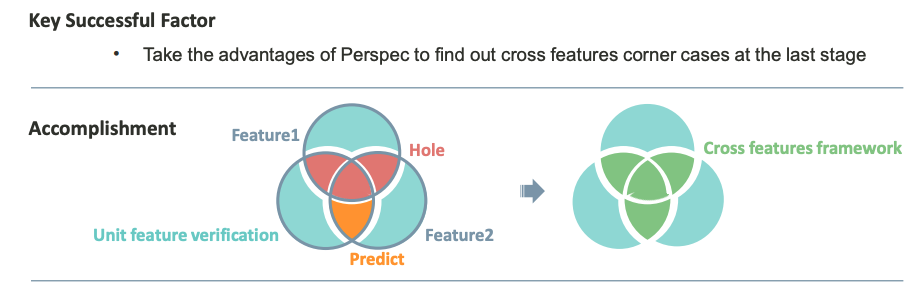 Key Successful Factor
• Take the advantages of Perspec to find out cross features corner cases at the last stage
Accomplishment
Feature1
Hole
Cross features framework
Unit feature verification
Feature2
Predict